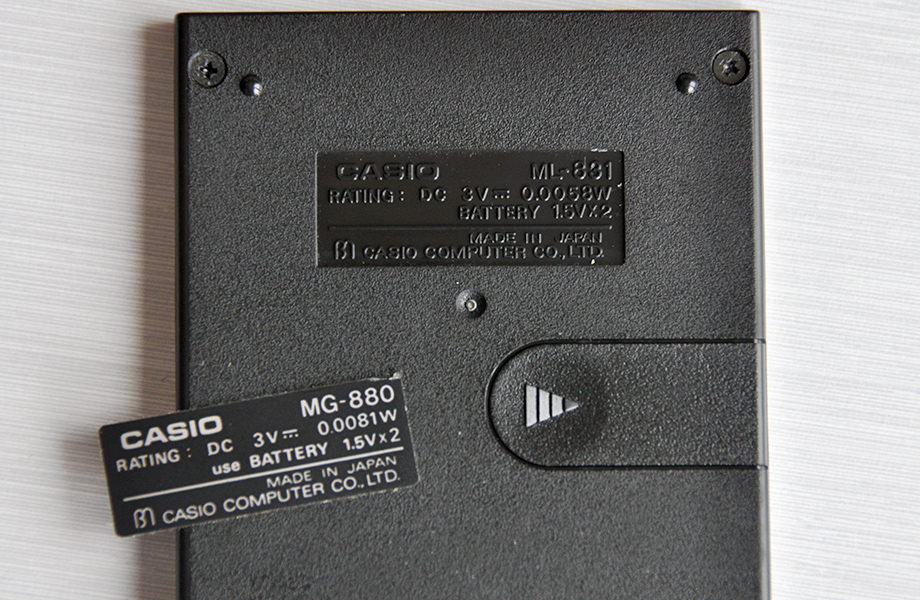 CASIO ML-831
RATING: DC 3V⎓ 0.0058W
BATTERY 1.5V×2
MADE IN JAPAN
CASIO COMPUTER CO.,LTD.
CASIO MG-880
RATING: DC 3V⎓ 0.0081W
use BATTERY 1.5V×2
MADE IN JAPAN
CASIO COMPUTER CO.,LTD.